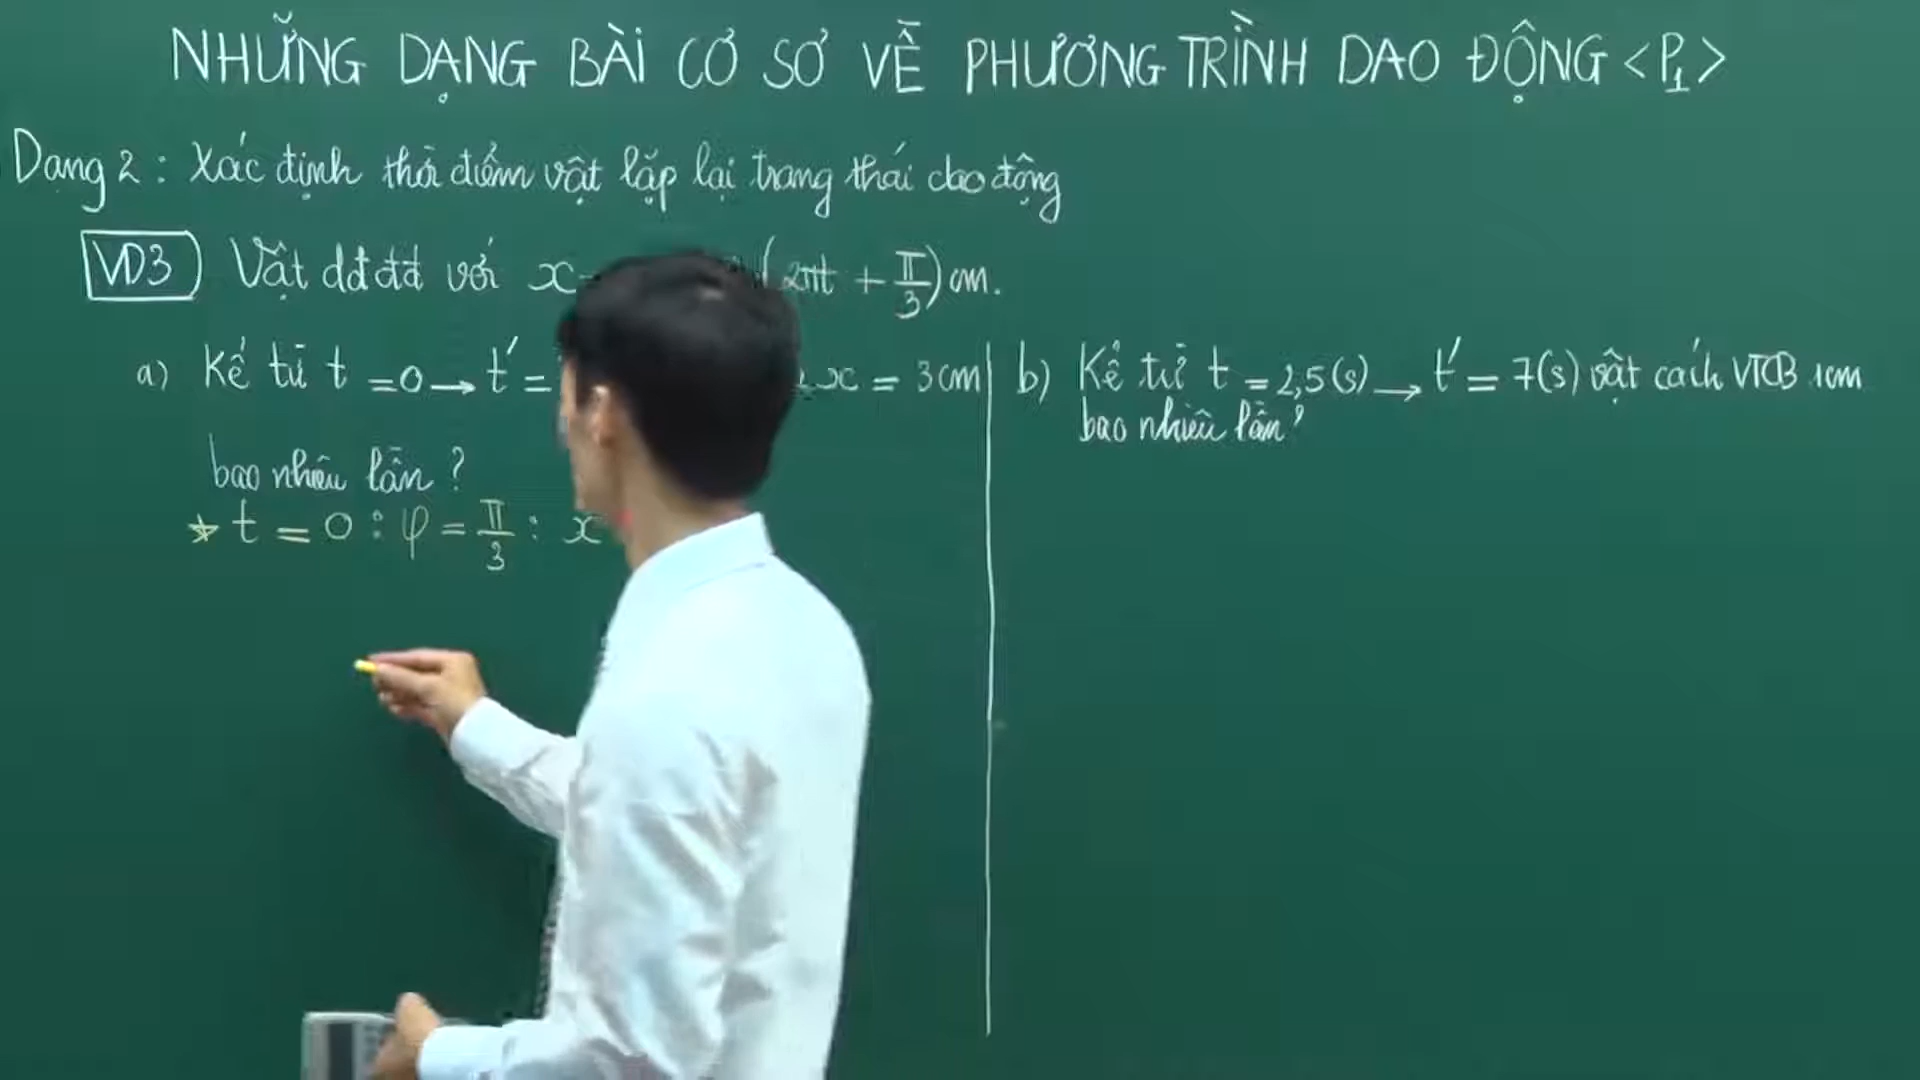 NHỮNG DẠNG BÀI CƠ SỞ VỀ PHƯƠNG TRÌNH DAO ĐỘNG <P1>
Dạng 2 : Xác định thời điểm vật lặp lại trạng thái dao động
VD3) Vật dđđđ với x (2πt + π/3) cm.
a) Kể từ t = 0 → t' = x = 3cm
bao nhiêu lần ?
* t = 0 : φ = π/3 : x
b) Kể từ t = 2,5 (s) → t' = 7(s) vật cách VTCB 1cm
bao nhiêu lần ?